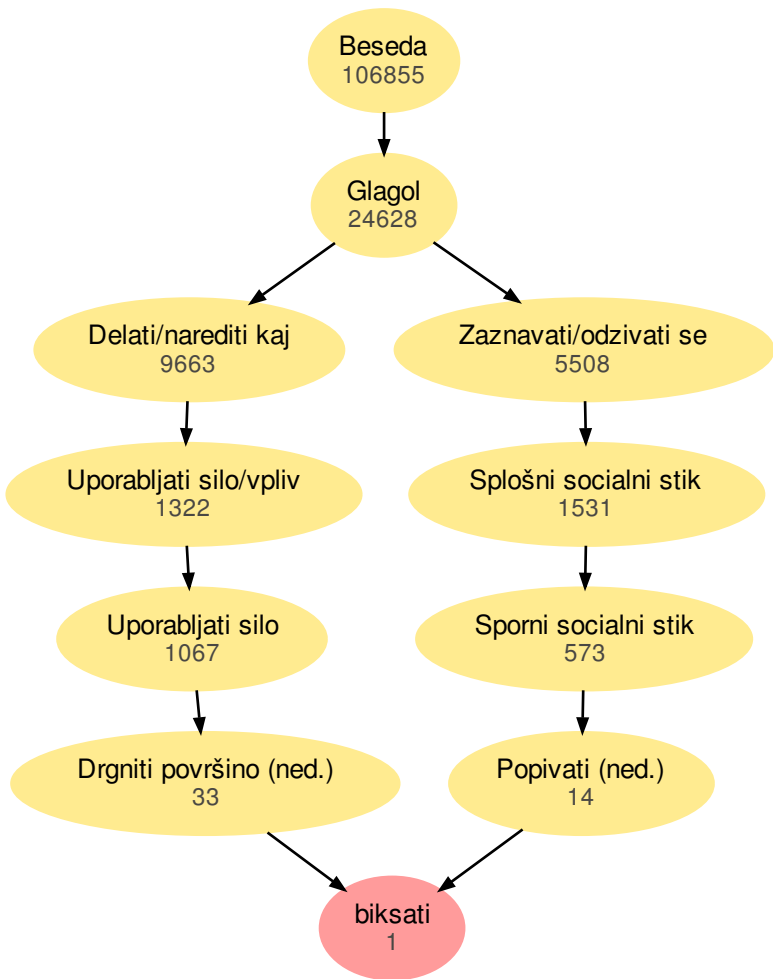 Beseda
106855
Glagol
24628
Delati/narediti kaj
9663
Zaznavati/odzivati se
5508
Uporabljati silo/vpliv
1322
Splošni socialni stik
1531
Uporabljati silo
1067
Sporni socialni stik
573
Drgniti površino (ned.)
33
Popivati (ned.)
14
biksati
1